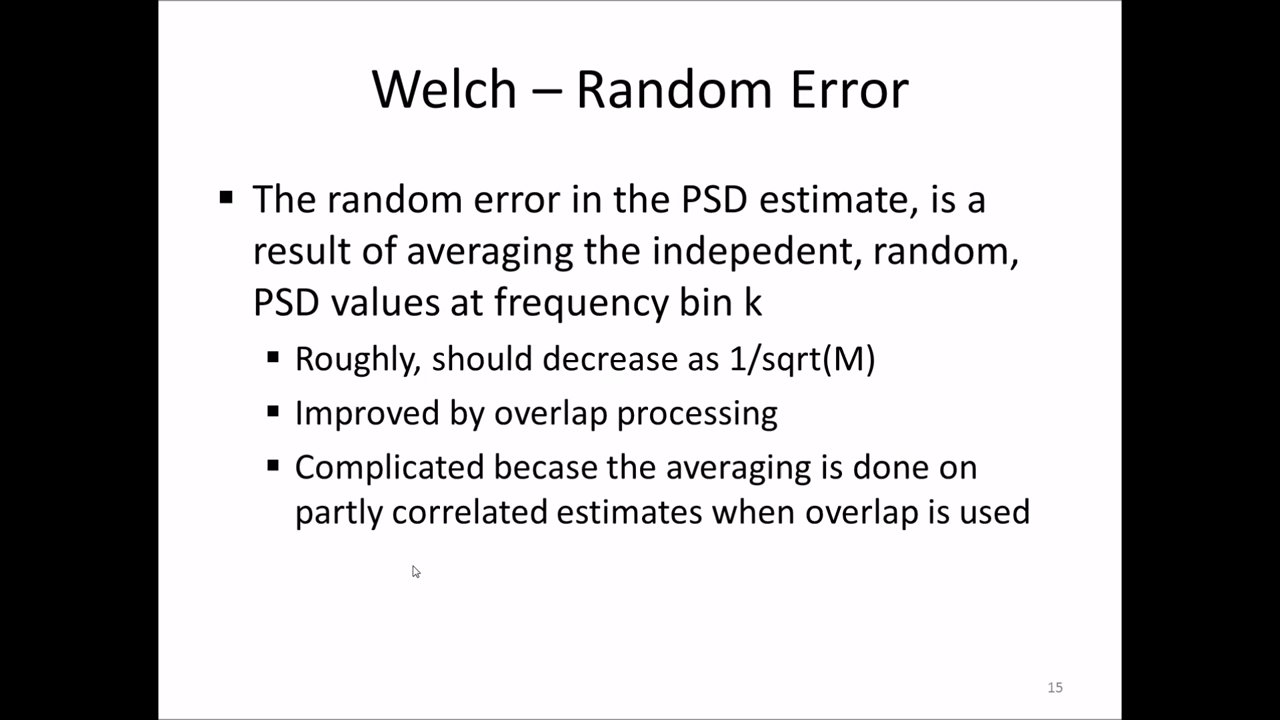 Welch – Random Error
▪ The random error in the PSD estimate, is a
result of averaging the indepedent, random,
PSD values at frequency bin k
▪ Roughly, should decrease as 1/sqrt(M)
▪ Improved by overlap processing
▪ Complicated becase the averaging is done on
partly correlated estimates when overlap is used
15